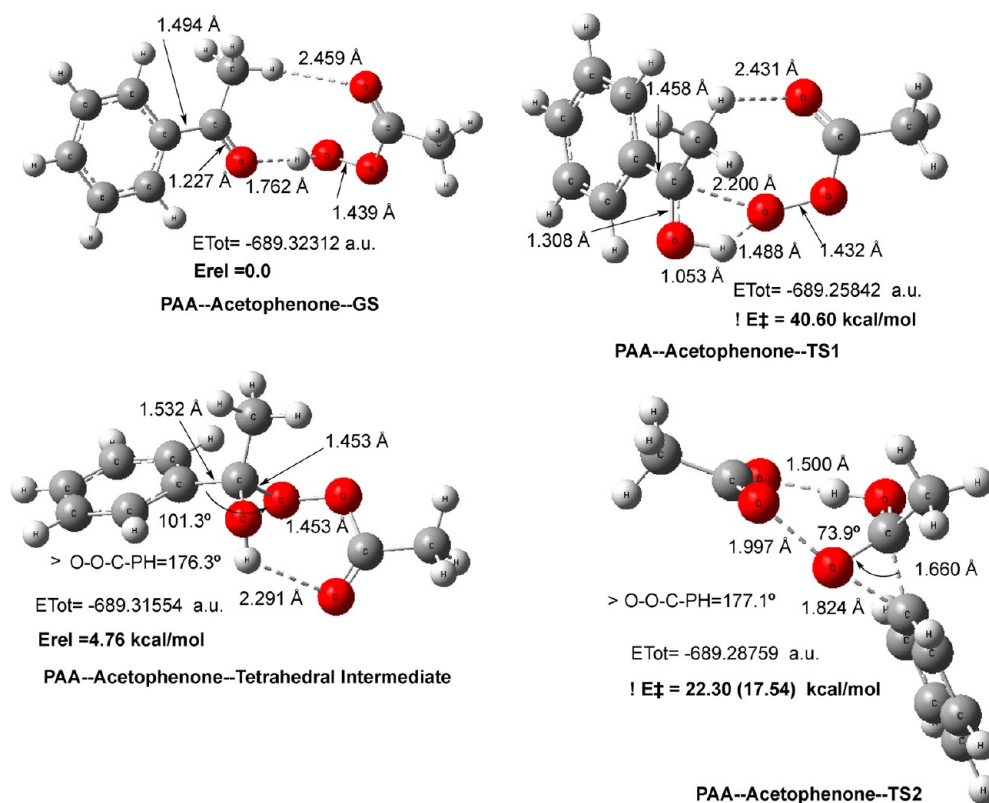 1.494 Å
2.459 Å
1.227 Å
1.762 Å
1.439 Å
ETot= -689.32312 a.u.
Erel =0.0
PAA--Acetophenone--GS
1.458 Å
2.431 Å
2.200 Å
1.308 Å
1.488 Å
1.432 Å
1.053 Å
ETot= -689.25842 a.u.
! E‡ = 40.60 kcal/mol
PAA--Acetophenone--TS1
1.532 Å
1.453 Å
101.3º
1.453 Å
> O-O-C-PH=176.3º
2.291 Å
ETot= -689.31554 a.u.
Erel =4.76 kcal/mol
PAA--Acetophenone--Tetrahedral Intermediate
1.500 Å
73.9º
1.997 Å
1.660 Å
1.824 Å
> O-O-C-PH=177.1º
ETot= -689.28759 a.u.
! E‡ = 22.30 (17.54) kcal/mol
PAA--Acetophenone--TS2